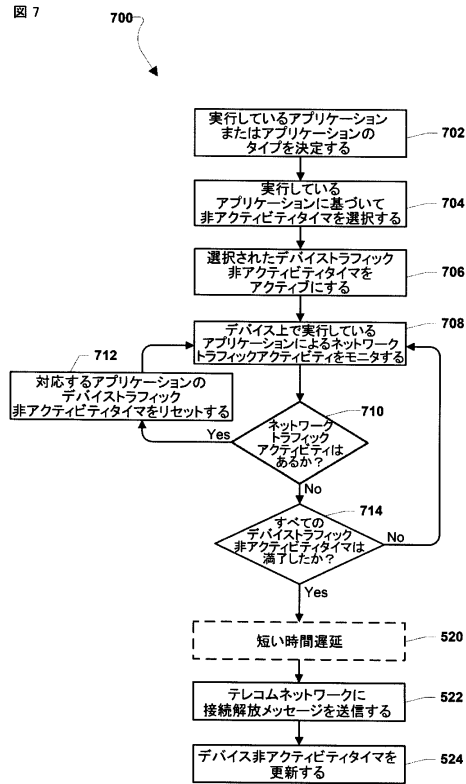 図 7
700
実行しているアプリケーション
またはアプリケーションの
タイプを決定する
702
実行している
アプリケーションに基づいて
非アクティビティタイマを選択する
704
選択されたデバイストラフィック
非アクティビティタイマを
アクティブにする
706
デバイス上で実行している
アプリケーションによるネットワーク
トラフィックアクティビティをモニタする
708
712
対応するアプリケーションの
デバイストラフィック
非アクティビティタイマをリセットする
Yes
710
ネットワーク
トラフィック
アクティビティは
あるか?
No
714
すべての
デバイストラフィック
非アクティビティタイマは
満了したか?
No
Yes
短い時間遅延
520
テレコムネットワークに
接続解放メッセージを送信する
522
デバイス非アクティビティタイマを
更新する
524